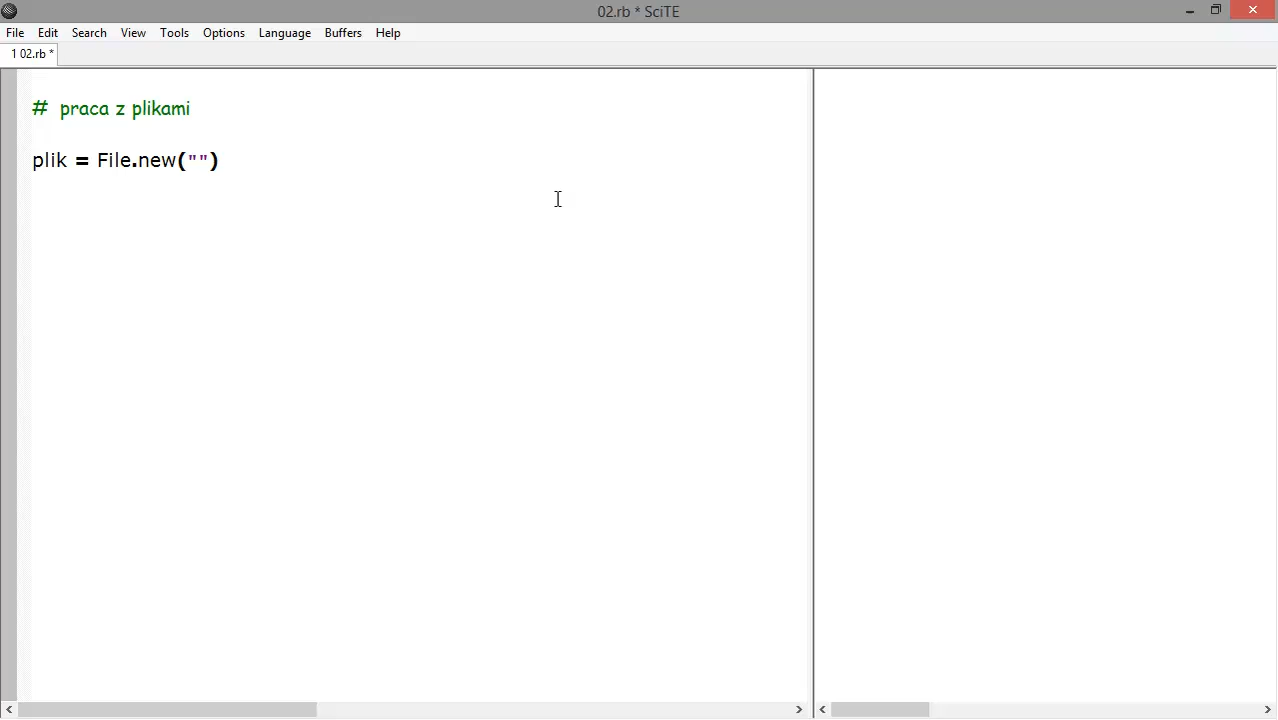 02.rb * SciTE
File Edit Search View Tools Options Language Buffers Help
1 02.rb *
# praca z plikami
plik = File.new("")